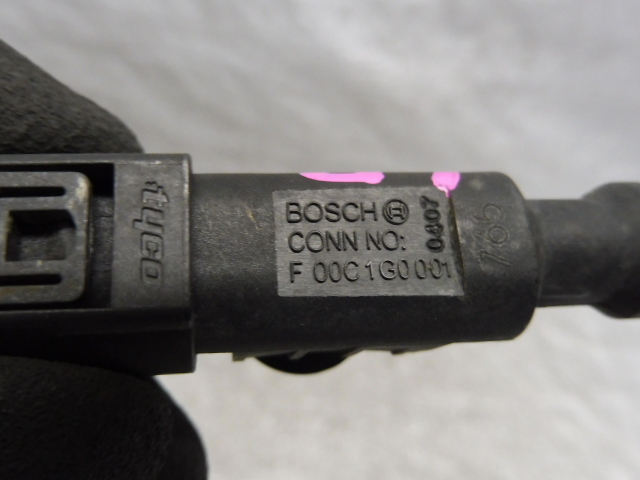 tyco
BOSCH
CONN NO:
F 00C 1G0 001
0407